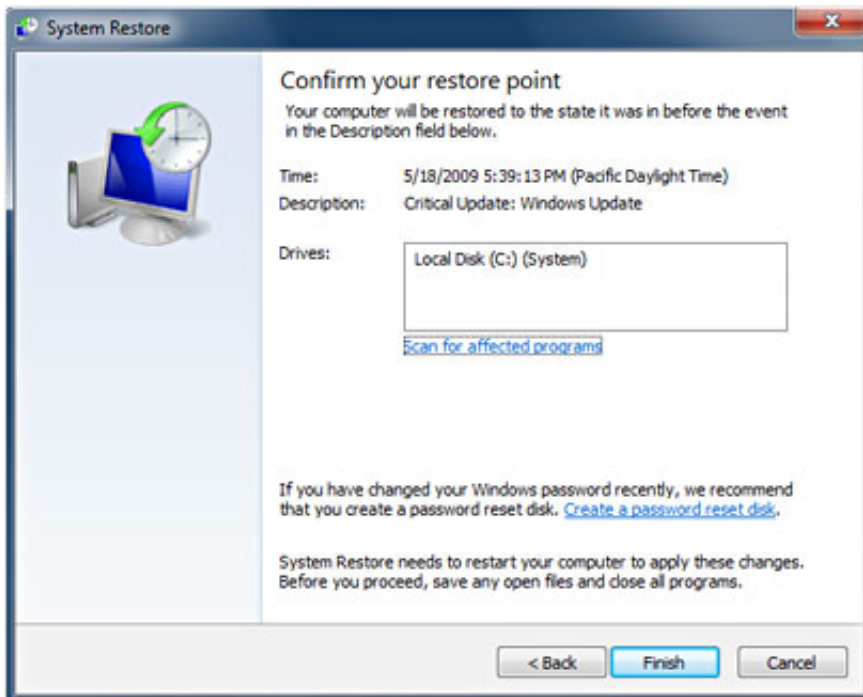 System Restore
Confirm your restore point
Your computer will be restored to the state it was in before the event
in the Description field below.
Time: 5/18/2009 5:39:13 PM (Pacific Daylight Time)
Description: Critical Update: Windows Update
Drives: Local Disk (C:) (System)
Scan for affected programs
If you have changed your Windows password recently, we recommend
that you create a password reset disk. Create a password reset disk.
System Restore needs to restart your computer to apply these changes.
Before you proceed, save any open files and close all programs.
< Back Finish Cancel